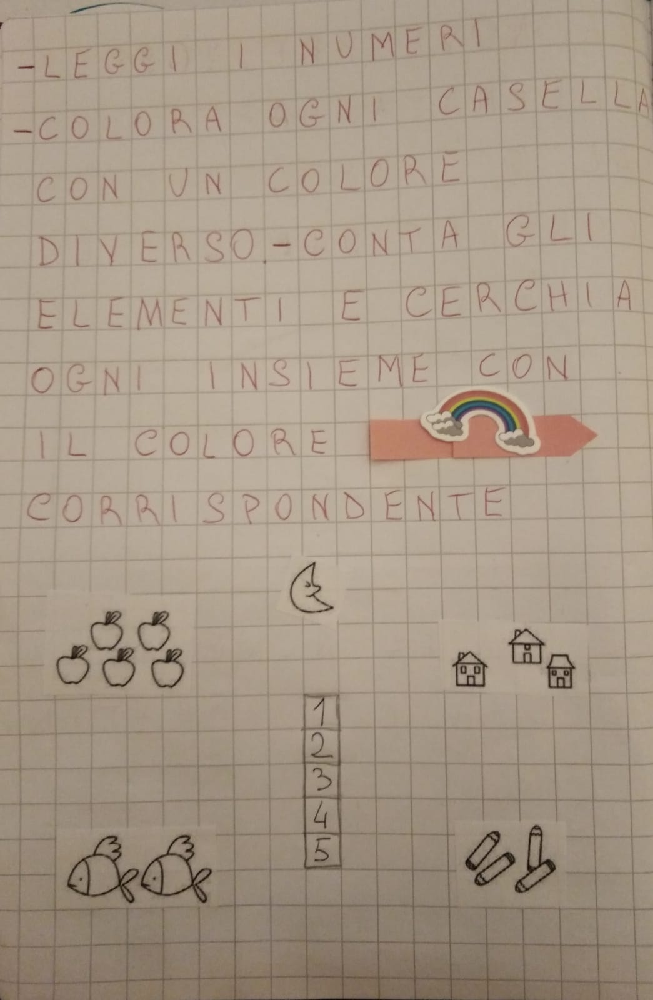 -LEGGI I NUMERI
-COLORA OGNI CASELLA
CON UN COLORE
DIVERSO.-CONTA GLI
ELEMENTI E CERCHIA
OGNI INSIEME CON
IL COLORE
CORRISPONDENTE
1
2
3
4
5